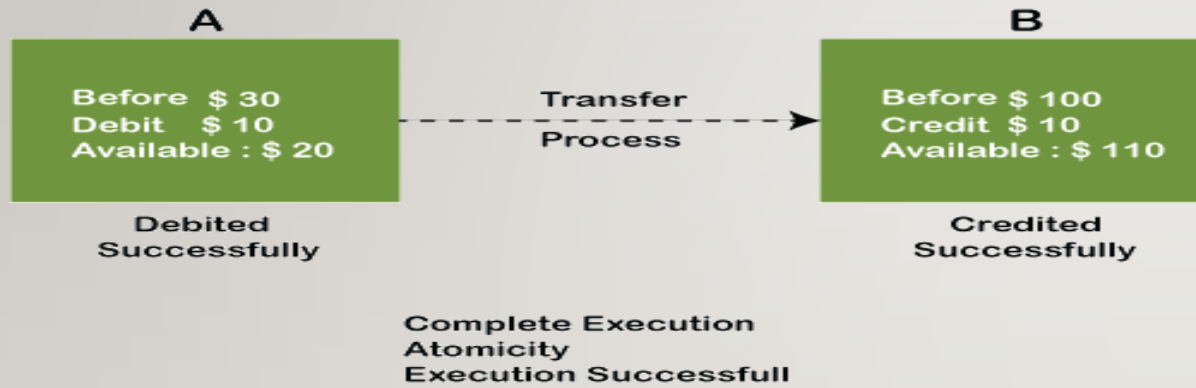 A
Before $ 30
Debit $ 10
Available : $ 20
Debited
Successfully
Transfer
Process
B
Before $ 100
Credit $ 10
Available : $ 110
Credited
Successfully
Complete Execution
Atomicity
Execution Successfull